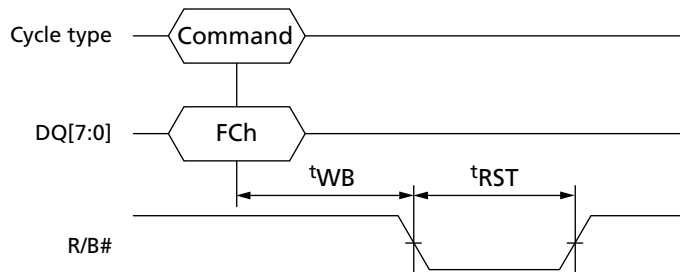 Cycle type Command
DQ[7:0] FCh
tWB tRST
R/B#